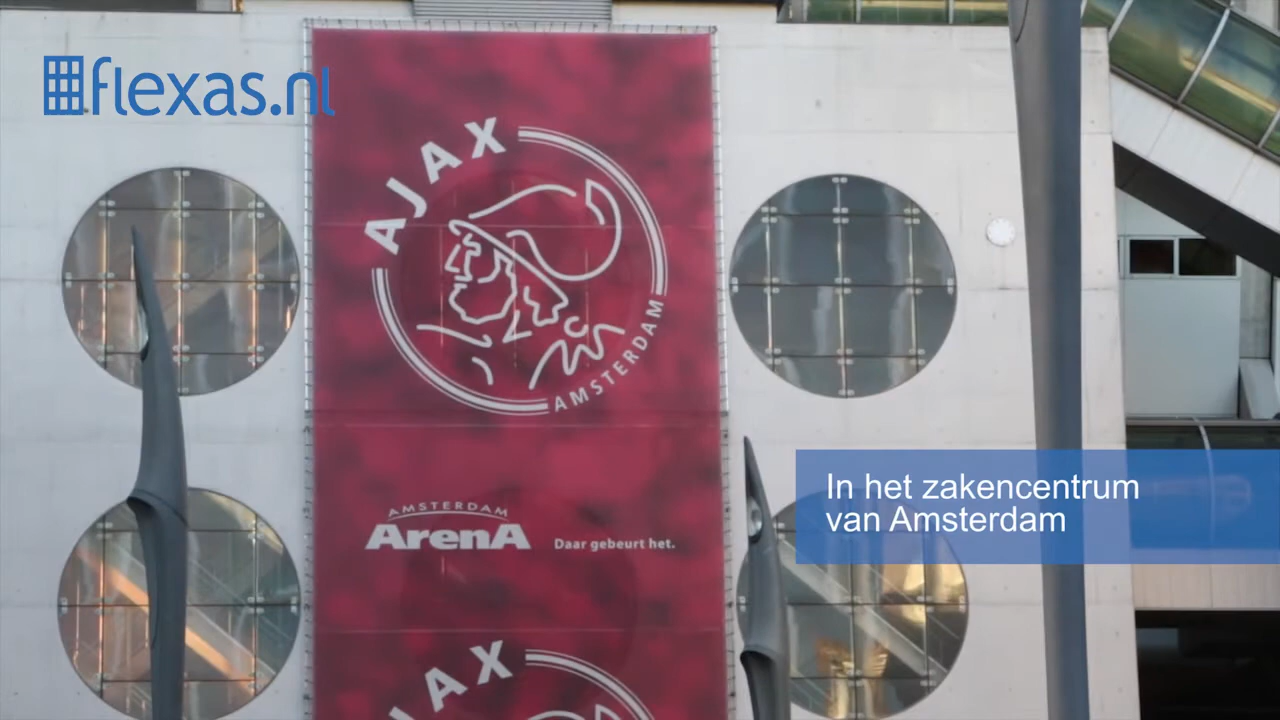 flexas.nl
AJAX
AMSTERDAM
AMSTERDAM
ArenA
Daar gebeurt het.
In het zakencentrum
van Amsterdam
AJAX